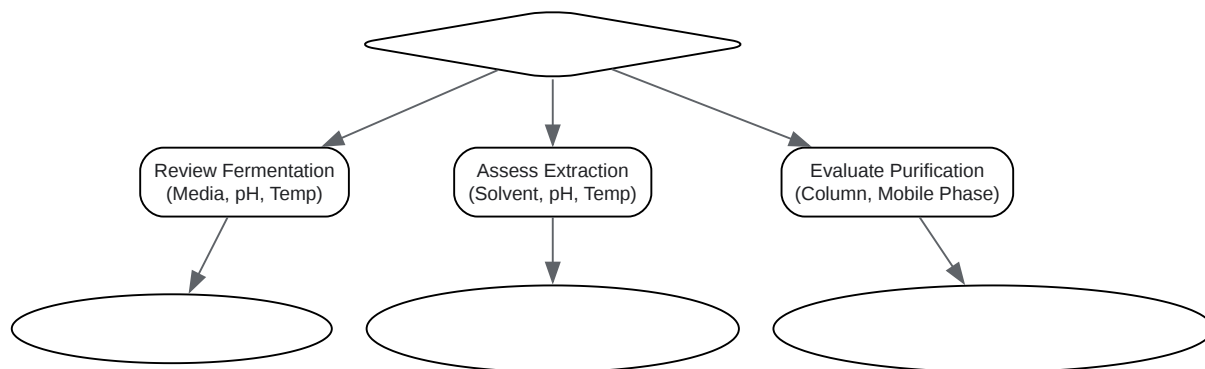 Review Fermentation
(Media, pH, Temp)
Assess Extraction
(Solvent, pH, Temp)
Evaluate Purification
(Column, Mobile Phase)